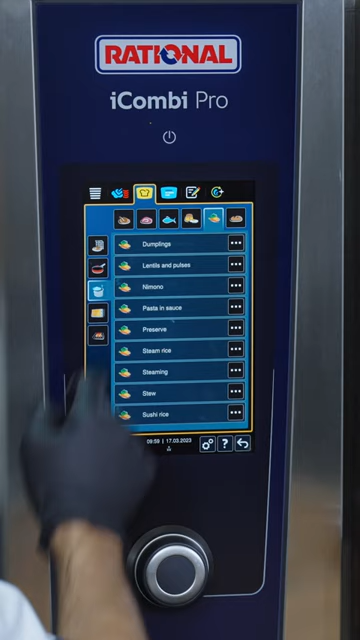 RATIONAL
iCombi Pro
Dumplings
Lentils and pulses
Nimono
Pasta in sauce
Preserve
Steam rice
Steaming
Stew
Sushi rice
09:59 | 17.03.2023
?